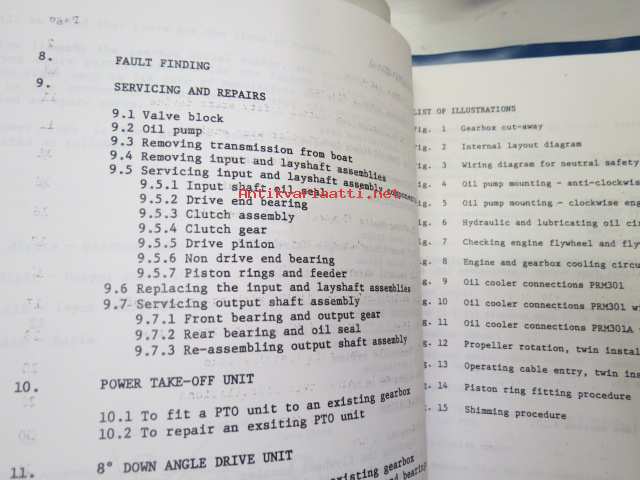 8. FAULT FINDING
9. SERVICING AND REPAIRS
9.1 Valve block
9.2 Oil pump
9.3 Removing transmission from boat
9.4 Removing input and layshaft assemblies
9.5 Servicing input and layshaft assembly components
9.5.1 Input shaft oil seal
9.5.2 Drive end bearing
9.5.3 Clutch assembly
9.5.4 Clutch gear
9.5.5 Drive pinion
9.5.6 Non drive end bearing
9.5.7 Piston rings and feeder
9.6 Replacing the input and layshaft assemblies
9.7 Servicing output shaft assembly
9.7.1 Front bearing and output gear
9.7.2 Rear bearing and oil seal
9.7.3 Re-assembling output shaft assembly
10. POWER TAKE-OFF UNIT
10.1 To fit a PTO unit to an existing gearbox
10.2 To repair an exsiting PTO unit
11. 8° DOWN ANGLE DRIVE UNIT
existing gearbox
Antikvariaatti.net
LIST OF ILLUSTRATIONS
Fig. 1 Gearbox cut-away
Fig. 2 Internal Layout diagram
Fig. 3 Wiring diagram for neutral safety
Fig. 4 Oil pump mounting - anti-clockwise
Fig. 5 Oil pump mounting - clockwise eng
Fig. 6 Hydraulic and lubricating oil cir
Fig. 7 Checking engine flywheel and fly
ig. 8 Engine and gearbox cooling circu
ig. 9 Oil cooler connections PRM301
ig. 10 Oil cooler connections PRM301 wi
g. 11 Oil cooler connections PRM301A
g. 12 Propeller rotation, twin instal
g. 13 Operating cable entry, twin ins
g. 14 Piston ring fitting procedure
g. 15 Shimming procedure